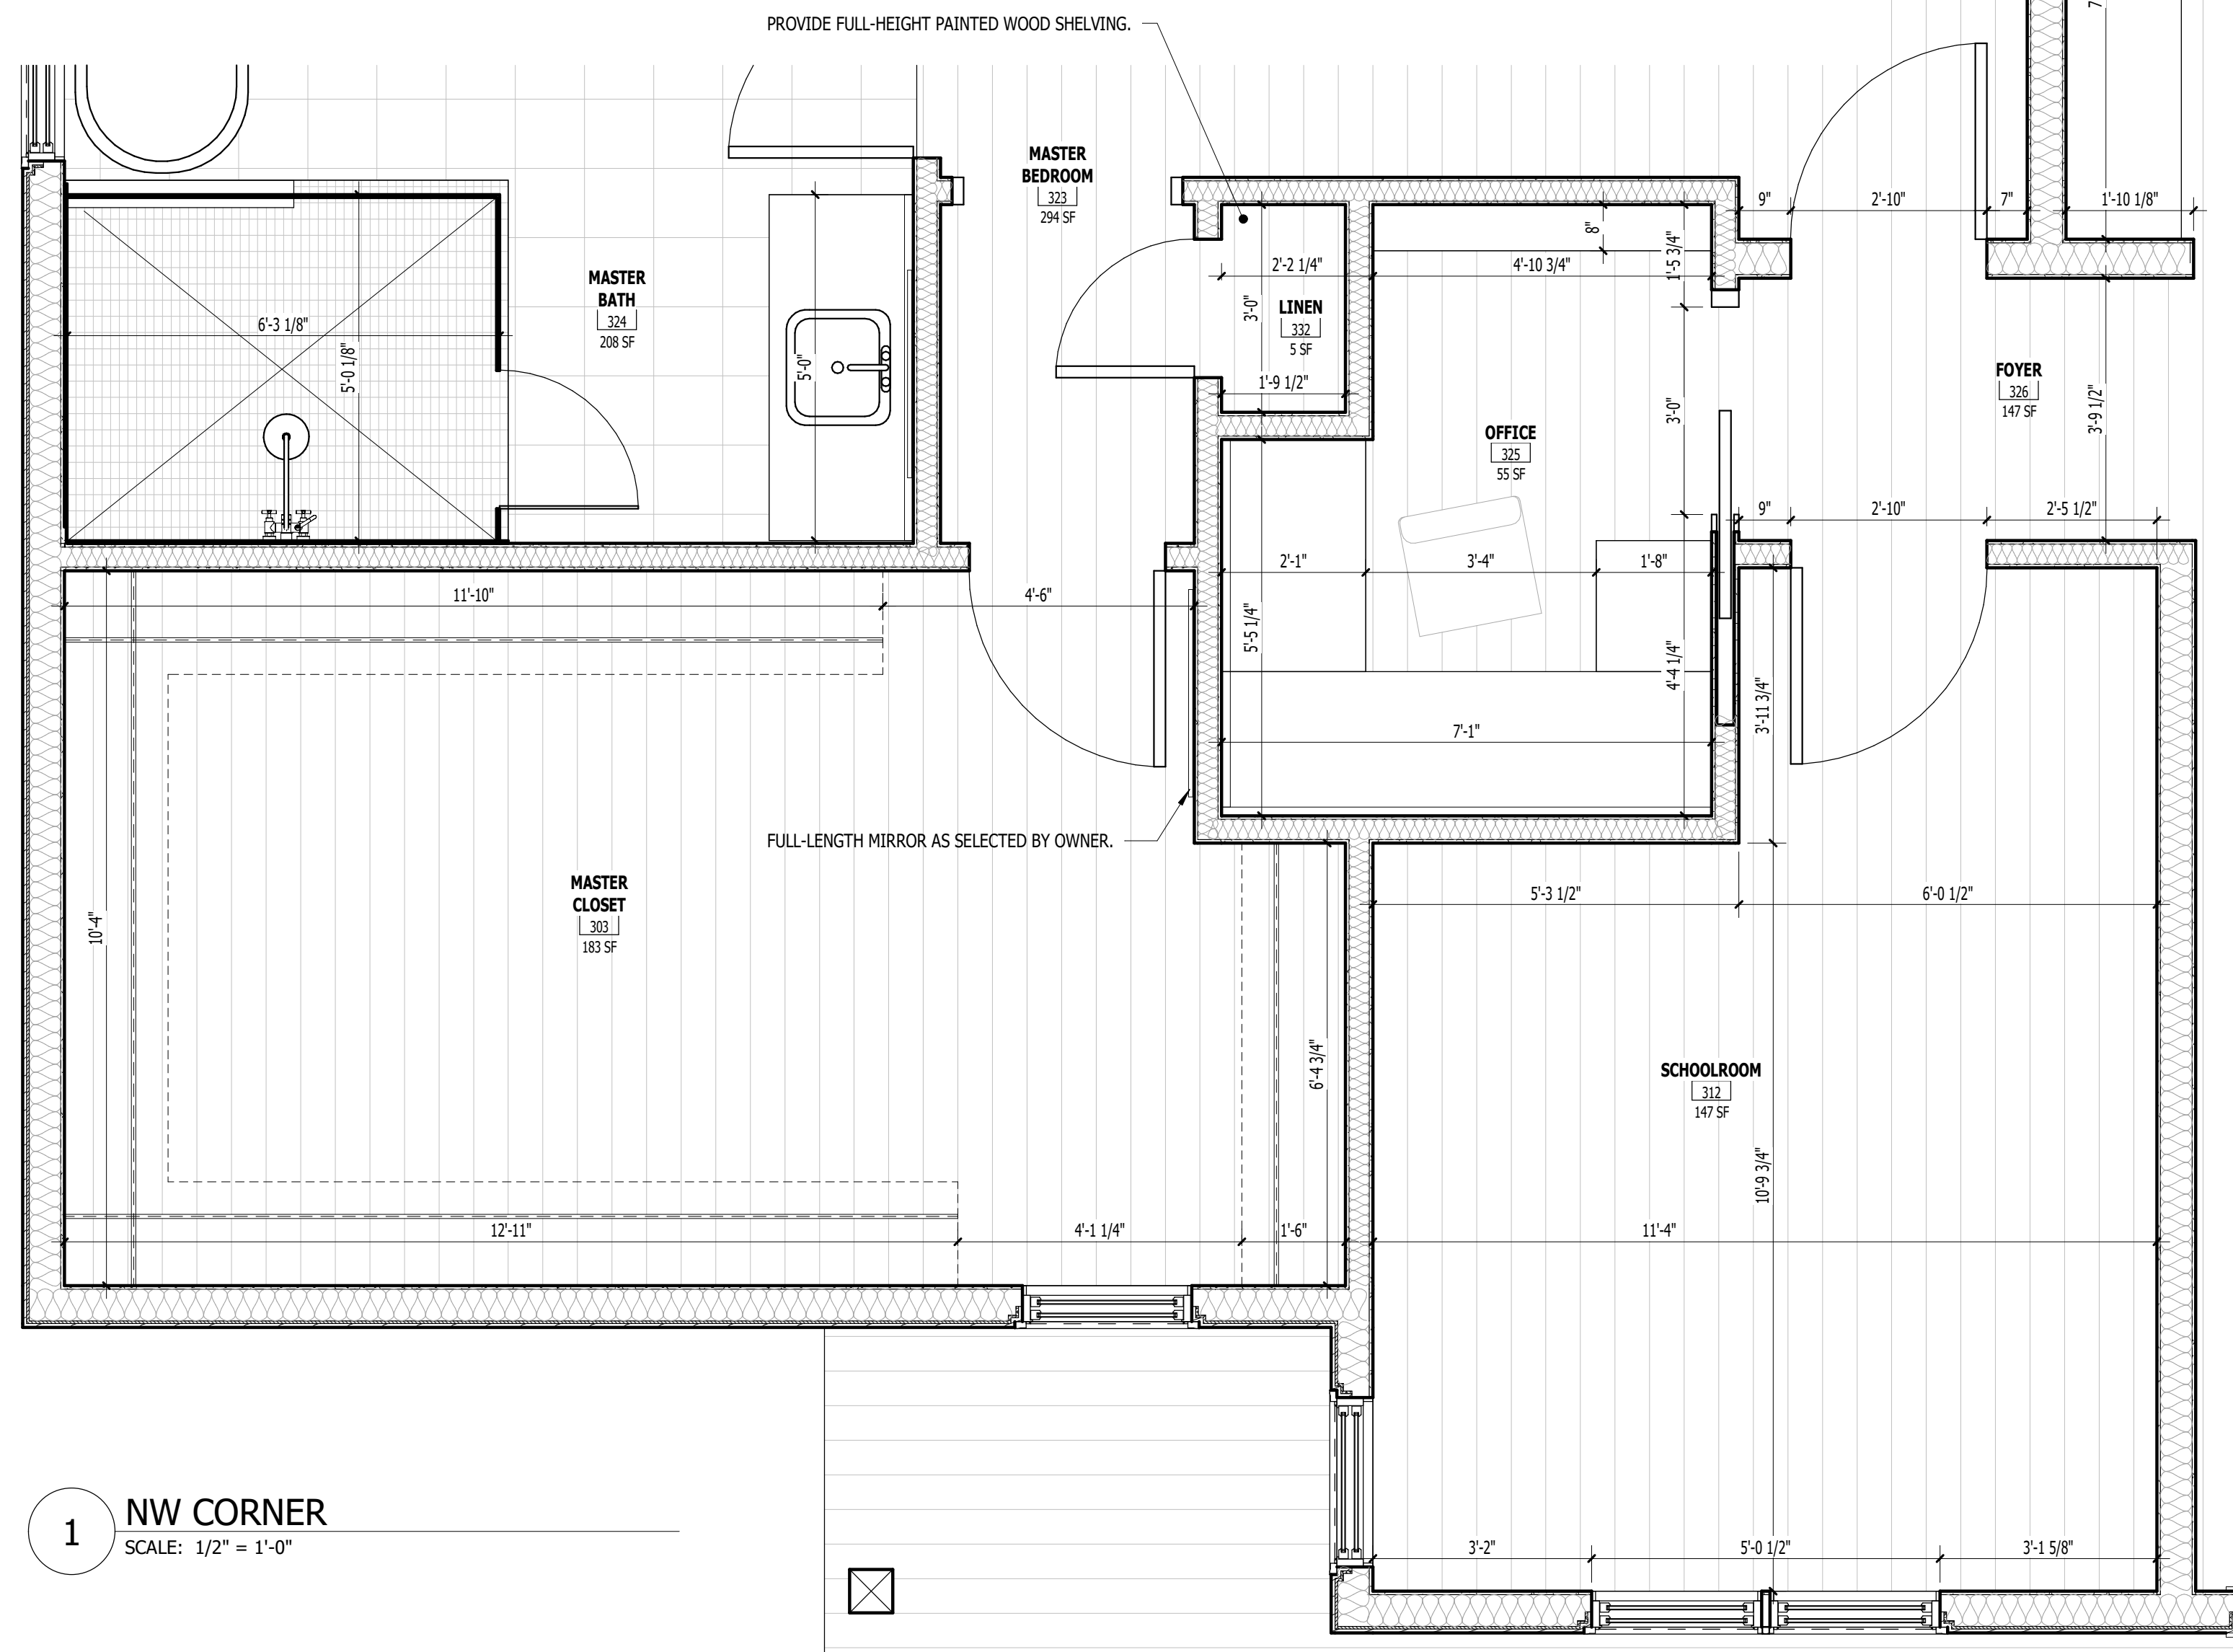 PROVIDE FULL-HEIGHT PAINTED WOOD SHELVING.
7
MASTER
BEDROOM
323
294 SF
9"
2'-10"
7"
1'-10 1/8"
8"
1'-5 3/4"
2'-2 1/4"
4'-10 3/4"
MASTER
BATH
324
208 SF
6'-3 1/8"
5'-0 1/8"
5'-0"
3'-0"
LINEN
332
5 SF
1'-9 1/2"
OFFICE
325
55 SF
3'-0"
FOYER
326
147 SF
3'-9 1/2"
9"
2'-10"
2'-5 1/2"
2'-1"
3'-4"
1'-8"
11'-10"
4'-6"
5'-5 1/4"
4'-4 1/4"
3'-11 3/4"
7'-1"
FULL-LENGTH MIRROR AS SELECTED BY OWNER.
MASTER
CLOSET
303
183 SF
10'-4"
5'-3 1/2"
6'-0 1/2"
6'-4 3/4"
SCHOOLROOM
312
147 SF
10'-9 3/4"
12'-11"
4'-1 1/4"
1'-6"
11'-4"
3'-2"
5'-0 1/2"
3'-1 5/8"
1
NW CORNER
SCALE: 1/2" = 1'-0"